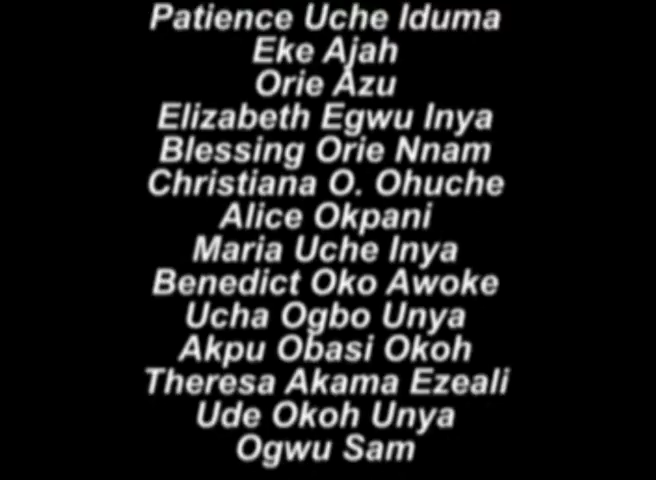 Patience Uche Iduma
Eke Ajah
Orie Azu
Elizabeth Egwu Inya
Blessing Orie Nnam
Christiana O. Ohuche
Alice Okpani
Maria Uche Inya
Benedict Oko Awoke
Ucha Ogbo Unya
Akpu Obasi Okoh
Theresa Akama Ezeali
Ude Okoh Unya
Ogwu Sam